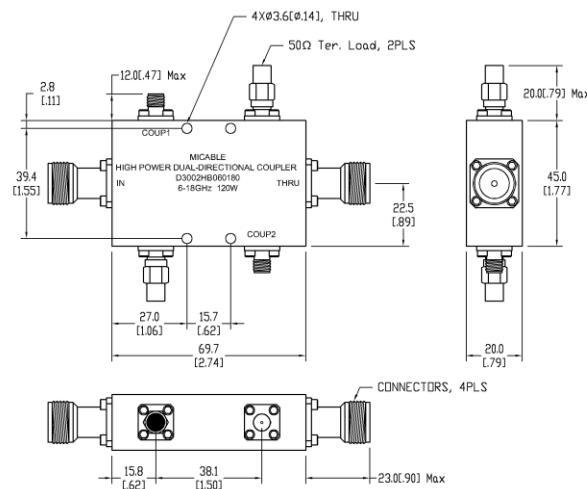 4XØ3.6[Ø.14], THRU
50Ω Ter. Load, 2PLS
2.8
[.11]
12.0[.47] Max
20.0[.79] Max
COUP1
MICABLE
HIGH POWER DUAL-DIRECTIONAL COUPLER
D3002HB060180
6-18GHz 120W
IN
THRU
COUP2
39.4
[1.55]
22.5
[.89]
45.0
[1.77]
27.0
[1.06]
15.7
[.62]
69.7
[2.74]
20.0
[.79]
CONNECTORS, 4PLS
15.8
[.62]
38.1
[1.50]
23.0[.90] Max